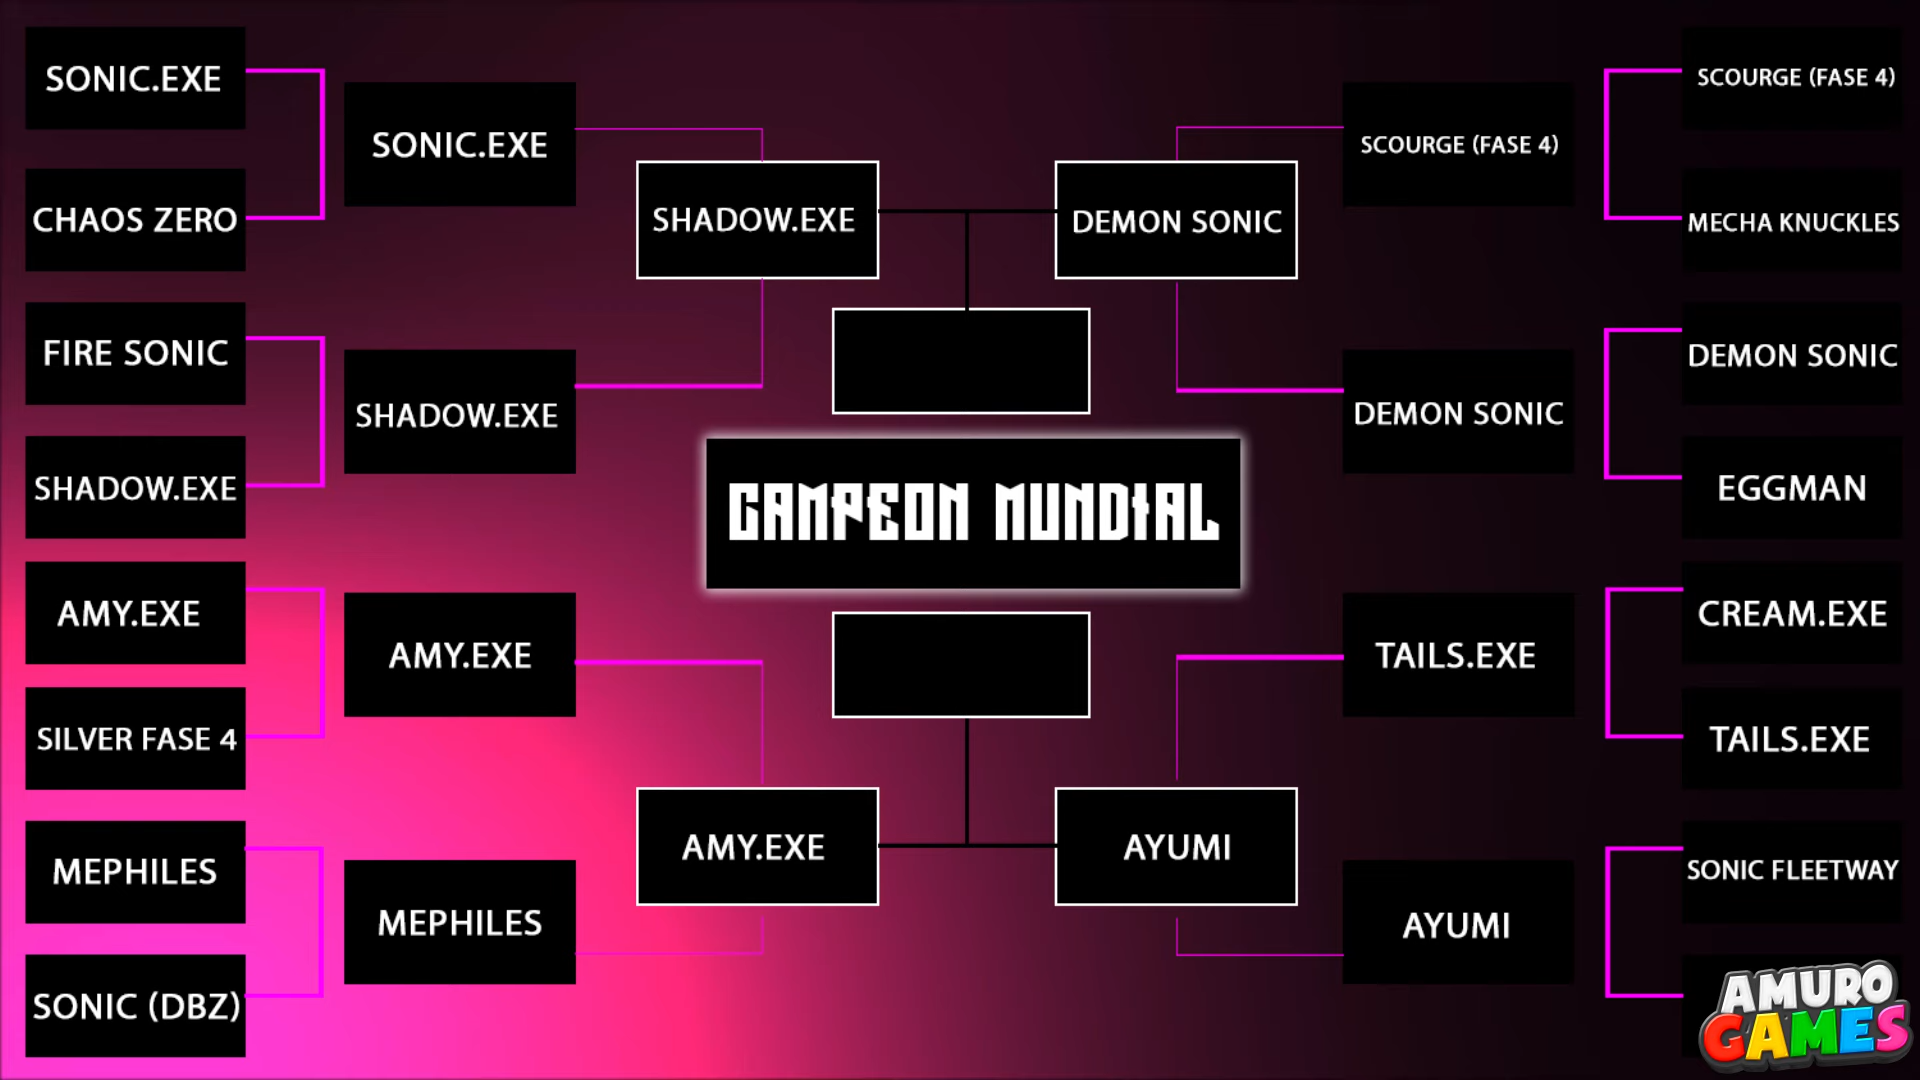 SONIC.EXE
CHAOS ZERO
FIRE SONIC
SHADOW.EXE
AMY.EXE
SILVER FASE 4
MEPHILES
SONIC (DBZ)
SONIC.EXE
SHADOW.EXE
AMY.EXE
MEPHILES
SHADOW.EXE
AMY.EXE
CAMPEON MUNDIAL
DEMON SONIC
AYUMI
SCOURGE (FASE 4)
DEMON SONIC
TAILS.EXE
AYUMI
SCOURGE (FASE 4)
MECHA KNUCKLES
DEMON SONIC
EGGMAN
CREAM.EXE
TAILS.EXE
SONIC FLEETWAY
AMURO
GAMES